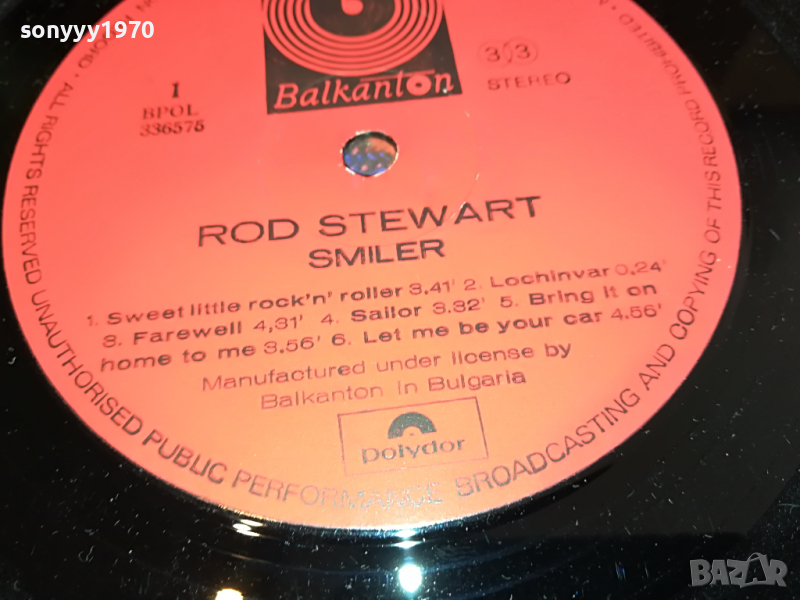 sonyyy1970
Balkanton
33
STEREO
I
BPOL
336575
ROD STEWART
SMILER
1. Sweet little rock'n' roller 3.41' 2. Lochinvar 0.24'
3. Farewell 4,31' 4. Sailor 3.32' 5. Bring it on
home to me 3.56' 6. Let me be your car 4.56'
Manufactured under license by
Balkanton in Bulgaria
polydor
ALL RIGHTS RESERVED UNAUTHORISED PUBLIC PERFORMANCE BROADCASTING AND COPYING OF THIS RECORD PROHIBITED
BAZAR